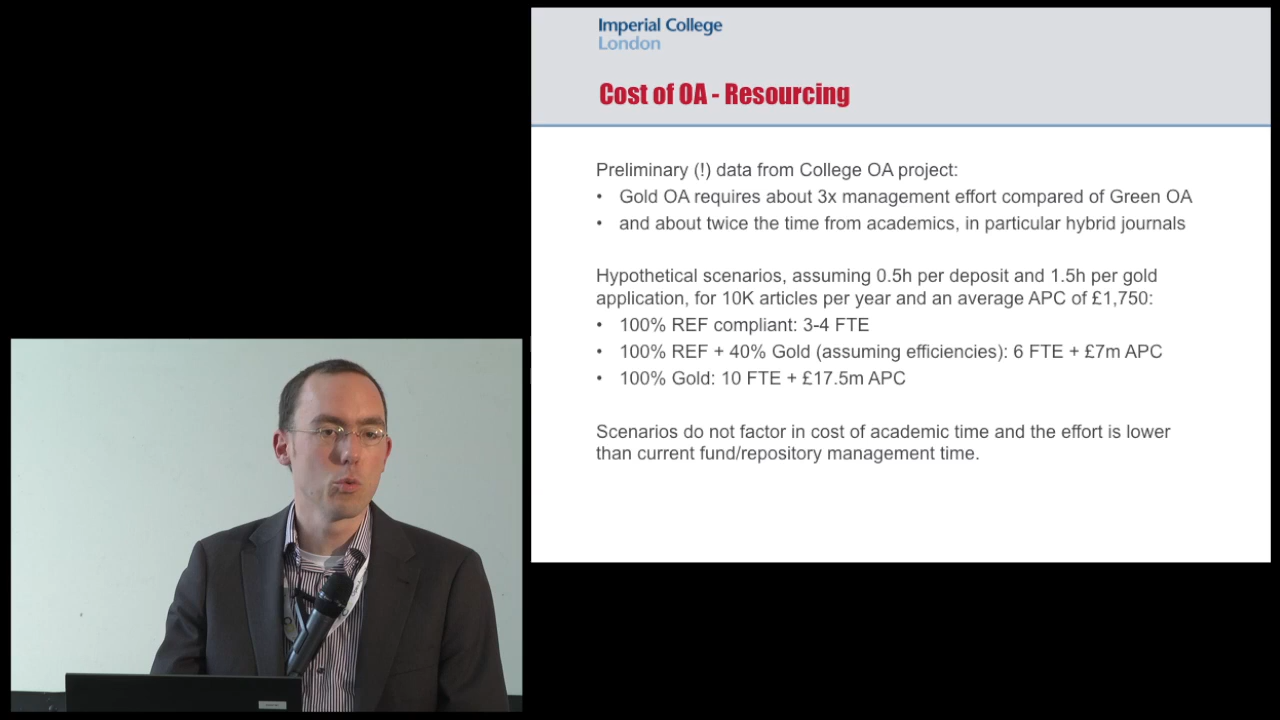 Imperial College
London
Cost of OA - Resourcing
Preliminary (!) data from College OA project:
• Gold OA requires about 3x management effort compared of Green OA
• and about twice the time from academics, in particular hybrid journals
Hypothetical scenarios, assuming 0.5h per deposit and 1.5h per gold
application, for 10K articles per year and an average APC of £1,750:
• 100% REF compliant: 3-4 FTE
• 100% REF + 40% Gold (assuming efficiencies): 6 FTE + £7m APC
• 100% Gold: 10 FTE + £17.5m APC
Scenarios do not factor in cost of academic time and the effort is lower
than current fund/repository management time.